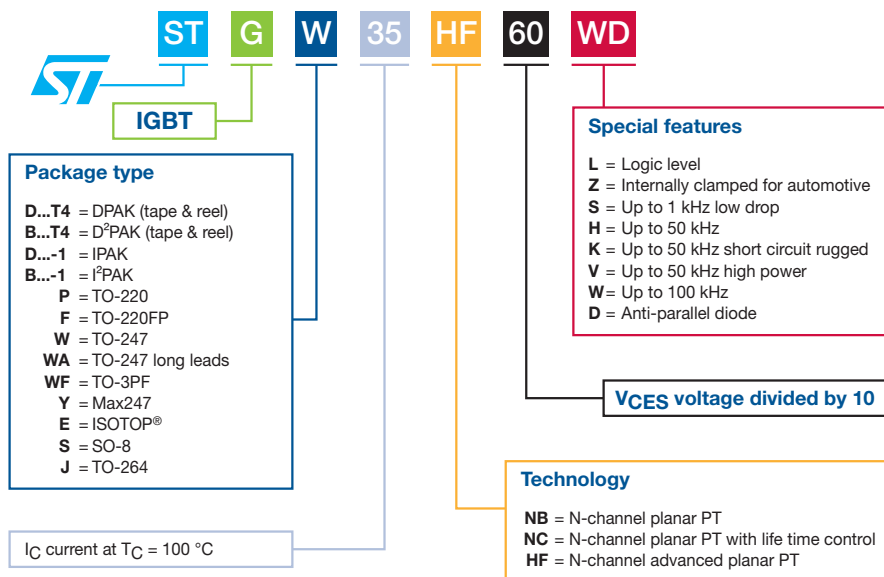 ST G W 35 HF 60 WD
ST
IGBT
Package type
D...T4 = DPAK (tape & reel)
B...T4 = D²PAK (tape & reel)
D...-1 = IPAK
B...-1 = I²PAK
P = TO-220
F = TO-220FP
W = TO-247
WA = TO-247 long leads
WF = TO-3PF
Y = Max247
E = ISOTOP®
S = SO-8
J = TO-264
IC current at TC = 100 °C
Special features
L = Logic level
Z = Internally clamped for automotive
S = Up to 1 kHz low drop
H = Up to 50 kHz
K = Up to 50 kHz short circuit rugged
V = Up to 50 kHz high power
W = Up to 100 kHz
D = Anti-parallel diode
VCES voltage divided by 10
Technology
NB = N-channel planar PT
NC = N-channel planar PT with life time control
HF = N-channel advanced planar PT